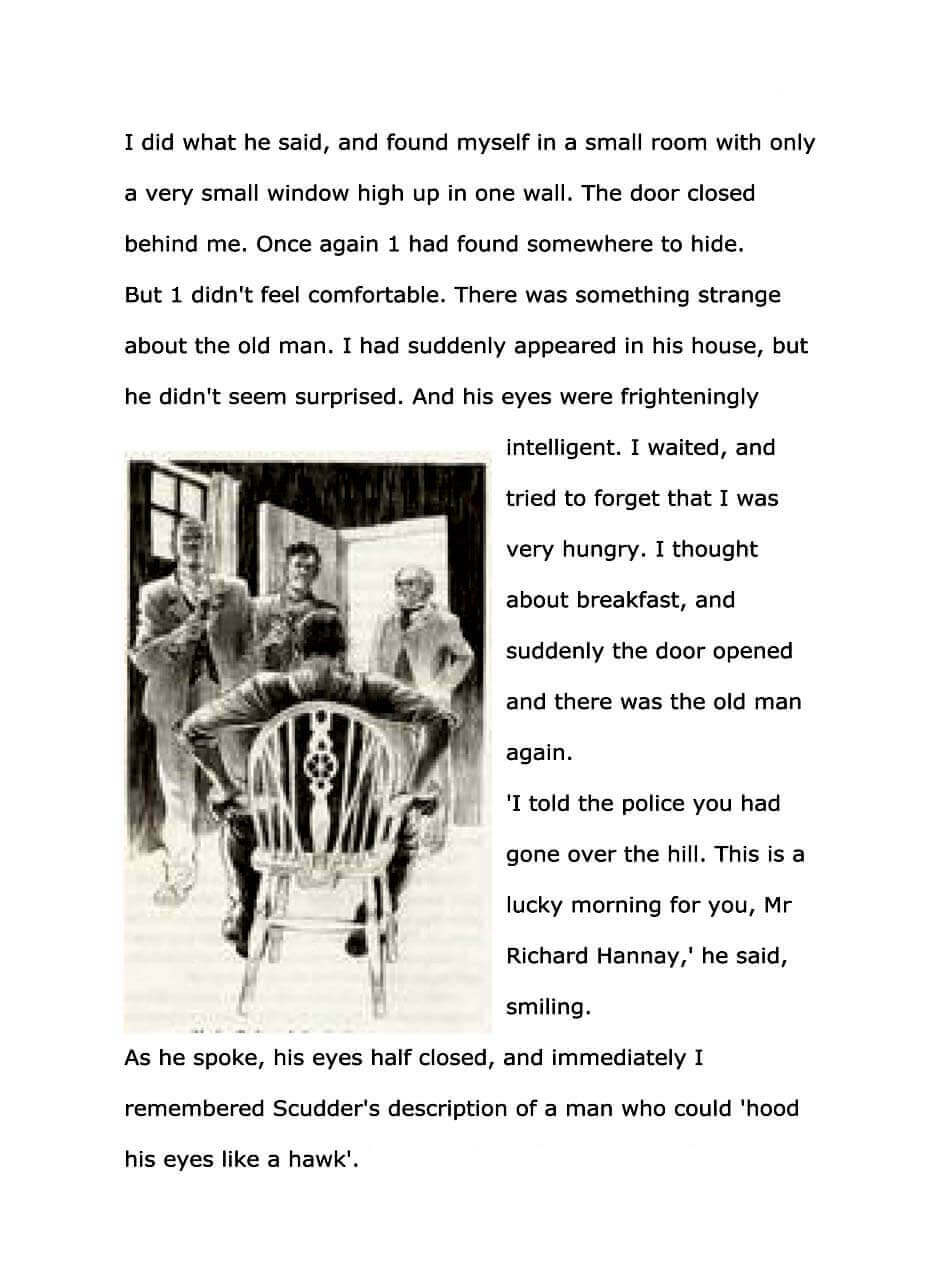 I did what he said, and found myself in a small room with only
a very small window high up in one wall. The door closed
behind me. Once again 1 had found somewhere to hide.
But 1 didn't feel comfortable. There was something strange
about the old man. I had suddenly appeared in his house, but
he didn't seem surprised. And his eyes were frighteningly
intelligent. I waited, and
tried to forget that I was
very hungry. I thought
about breakfast, and
suddenly the door opened
and there was the old man
again.
'I told the police you had
gone over the hill. This is a
lucky morning for you, Mr
Richard Hannay,' he said,
smiling.
As he spoke, his eyes half closed, and immediately I
remembered Scudder's description of a man who could 'hood
his eyes like a hawk'.